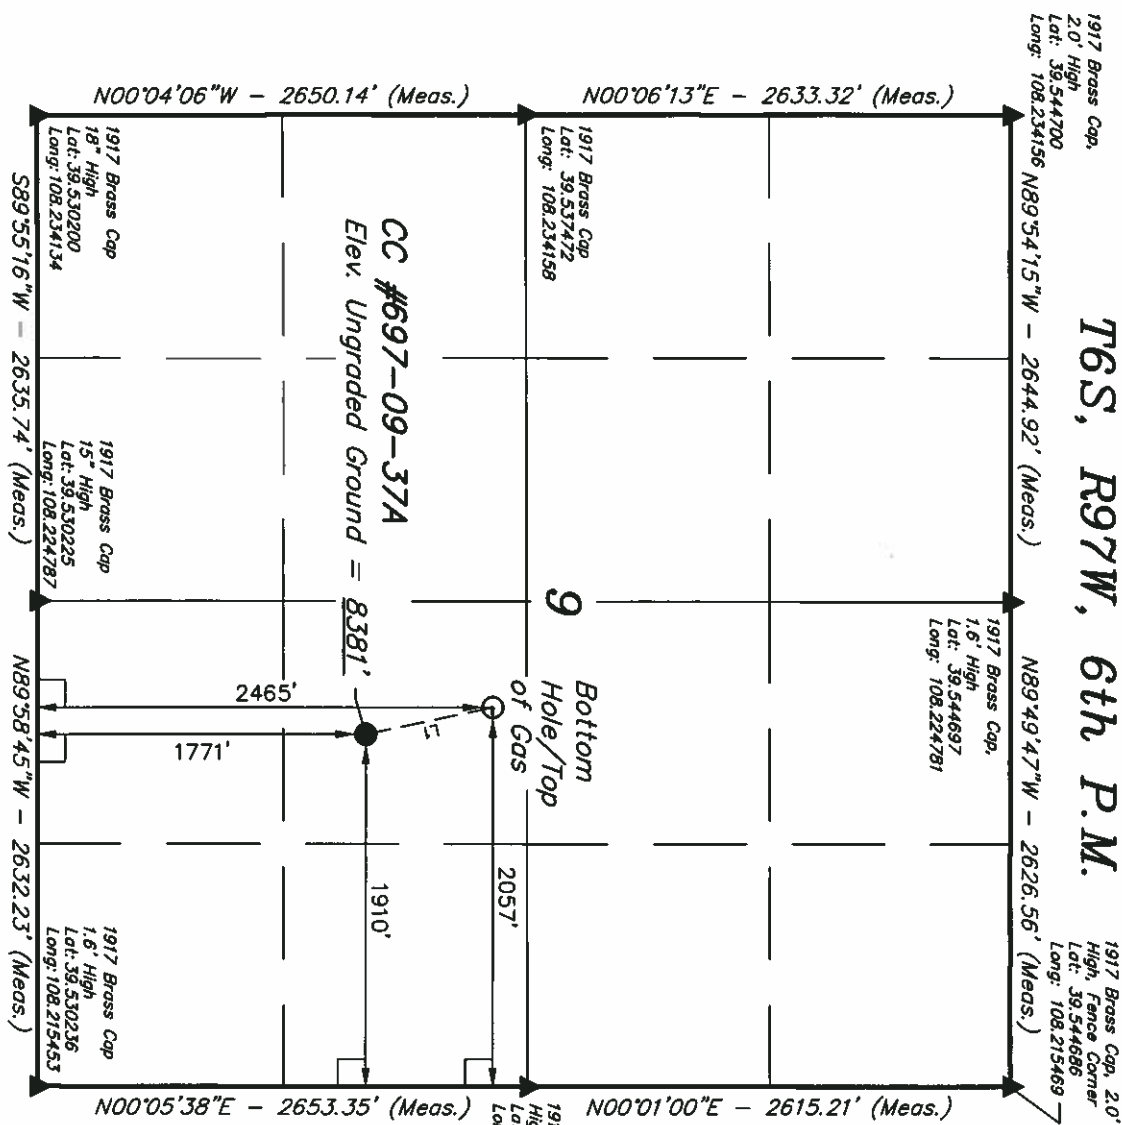 T6S, R97W, 6th P.M.
1917 Brass Cap,
2.0' High
Lat: 39.544700
Long: 108.234156
N89°54'15"W - 2644.92' (Meas.)
N89°49'47"W - 2626.56' (Meas.)
1917 Brass Cap, 2.0'
High, Fence Corner
Lat: 39.544686
Long: 108.215469
1917 Brass Cap,
1.6' High
Lat: 39.544697
Long: 108.224781
N00°06'13"E - 2633.32' (Meas.)
N00°01'00"E - 2615.21' (Meas.)
1917 Brass Cap
Lat: 39.537472
Long: 108.234158
9
Bottom
Hole/Top
of Gas
2057'
L1
CC #697-09-37A
Elev. Ungraded Ground = 8381'
1910'
2465'
1771'
N00°04'06"W - 2650.14' (Meas.)
N00°05'38"E - 2653.35' (Meas.)
1917 Brass Cap
18" High
Lat: 39.530200
Long: 108.234134
1917 Brass Cap
15" High
Lat: 39.530225
Long: 108.224787
1917 Brass Cap
1.6' High
Lat: 39.530236
Long: 108.215453
S89°55'16"W - 2635.74' (Meas.)
N89°58'45"W - 2632.23' (Meas.)